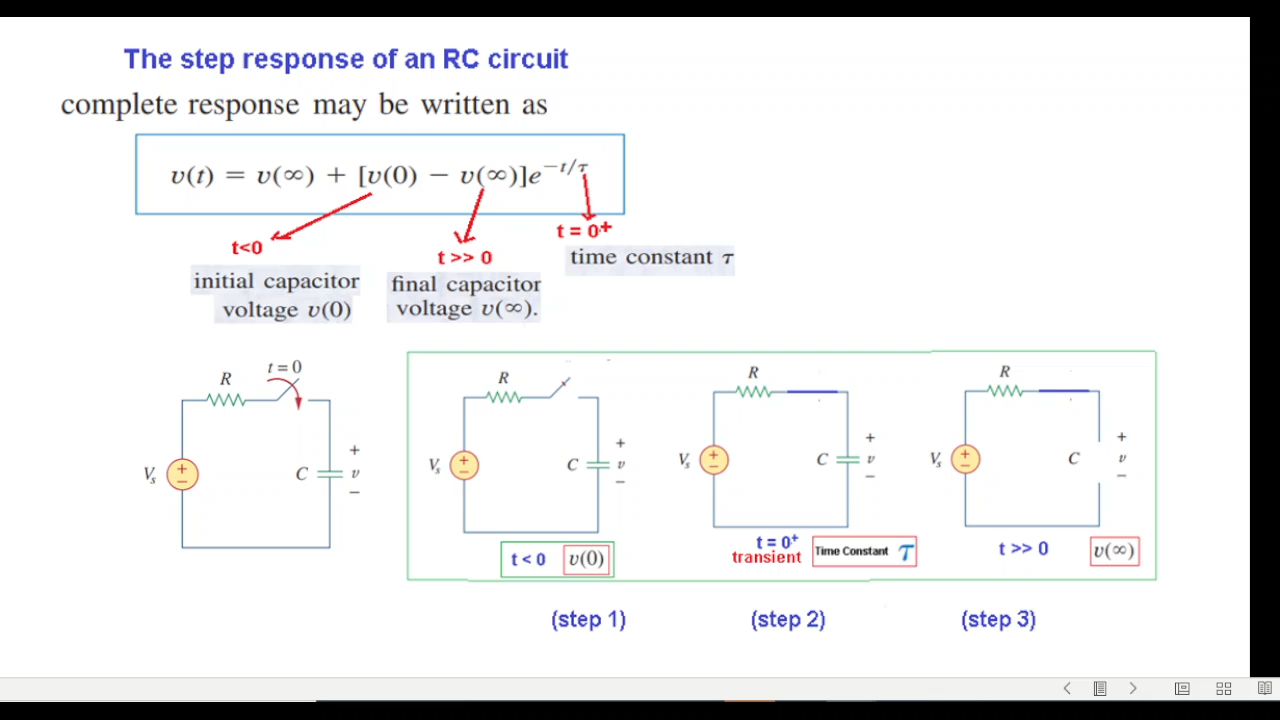 The step response of an RC circuit
complete response may be written as
v(t) = v(∞) + [v(0) − v(∞)]e^−t/τ
t<0
initial capacitor
voltage v(0)
t >> 0
final capacitor
voltage v(∞).
t = 0+
time constant τ
t = 0
R
Vs
+
−
C
+
v
−
R
Vs
+
−
C
+
v
−
t < 0 v(0)
R
Vs
+
−
C
+
v
−
t = 0+
transient
Time Constant τ
R
Vs
+
−
C
+
v
−
t >> 0 v(∞)
(step 1) (step 2) (step 3)